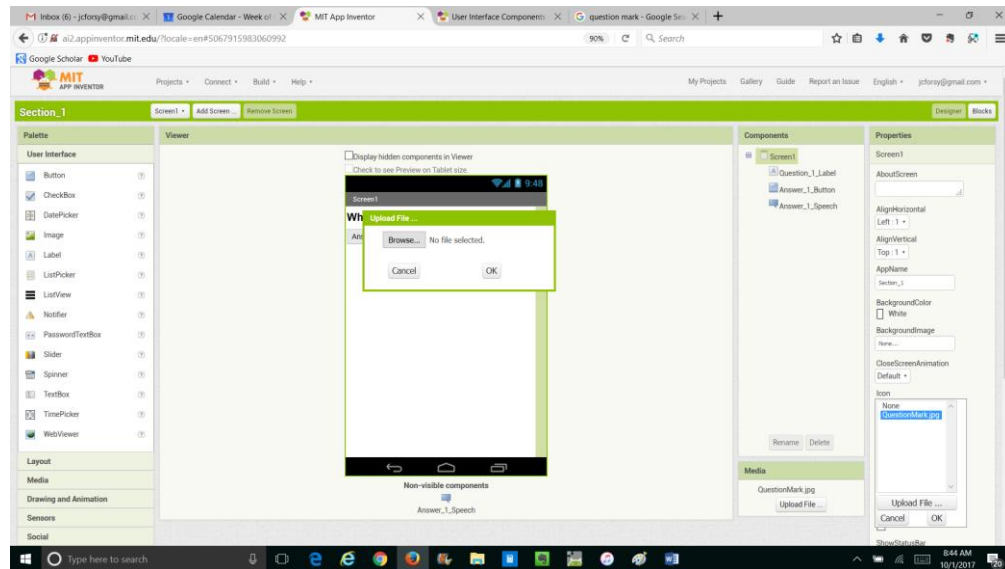 Inbox (6) - jcforsy@gmail.c
Google Calendar - Week of
MIT App Inventor
User Interface Components
question mark - Google Se
ai2.appinventor.mit.edu/?locale=en#5067915983060992
90%
Search
Google Scholar
YouTube
MIT
APP INVENTOR
Projects
Connect
Build
Help
My Projects
Gallery
Guide
Report an Issue
English
jcforsy@gmail.com
Section_1
Screen1
Add Screen ...
Remove Screen
Designer
Blocks
Palette
User Interface
Button
CheckBox
DatePicker
Image
Label
ListPicker
ListView
Notifier
PasswordTextBox
Slider
Spinner
TextBox
TimePicker
WebViewer
Layout
Media
Drawing and Animation
Sensors
Social
Viewer
Display hidden components in Viewer
Check to see Preview on Tablet size.
9:48
Screen1
Wh
Ans
Upload File ...
Browse... No file selected.
Cancel
OK
Non-visible components
Answer_1_Speech
Components
Screen1
Question_1_Label
Answer_1_Button
Answer_1_Speech
Rename
Delete
Media
QuestionMark.jpg
Upload File ...
Properties
Screen1
AboutScreen
AlignHorizontal
Left : 1
AlignVertical
Top : 1
AppName
Section_1
BackgroundColor
White
BackgroundImage
None...
CloseScreenAnimation
Default
Icon
None
QuestionMark.jpg
Upload File ...
Cancel
OK
ShowStatusBar
Type here to search
8:44 AM
10/1/2017